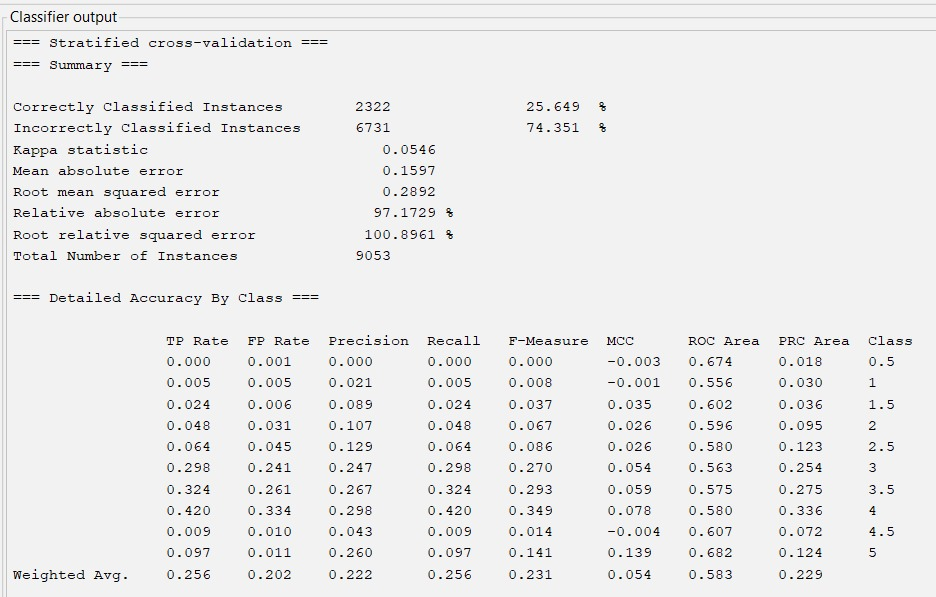 Classifier output
=== Stratified cross-validation ===
=== Summary ===
Correctly Classified Instances 2322 25.649 %
Incorrectly Classified Instances 6731 74.351 %
Kappa statistic 0.0546
Mean absolute error 0.1597
Root mean squared error 0.2892
Relative absolute error 97.1729 %
Root relative squared error 100.8961 %
Total Number of Instances 9053
=== Detailed Accuracy By Class ===
TP Rate FP Rate Precision Recall F-Measure MCC ROC Area PRC Area Class
0.000 0.001 0.000 0.000 0.000 -0.003 0.674 0.018 0.5
0.005 0.005 0.021 0.005 0.008 -0.001 0.556 0.030 1
0.024 0.006 0.089 0.024 0.037 0.035 0.602 0.036 1.5
0.048 0.031 0.107 0.048 0.067 0.026 0.596 0.095 2
0.064 0.045 0.129 0.064 0.086 0.026 0.580 0.123 2.5
0.298 0.241 0.247 0.298 0.270 0.054 0.563 0.254 3
0.324 0.261 0.267 0.324 0.293 0.059 0.575 0.275 3.5
0.420 0.334 0.298 0.420 0.349 0.078 0.580 0.336 4
0.009 0.010 0.043 0.009 0.014 -0.004 0.607 0.072 4.5
0.097 0.011 0.260 0.097 0.141 0.139 0.682 0.124 5
Weighted Avg. 0.256 0.202 0.222 0.256 0.231 0.054 0.583 0.229